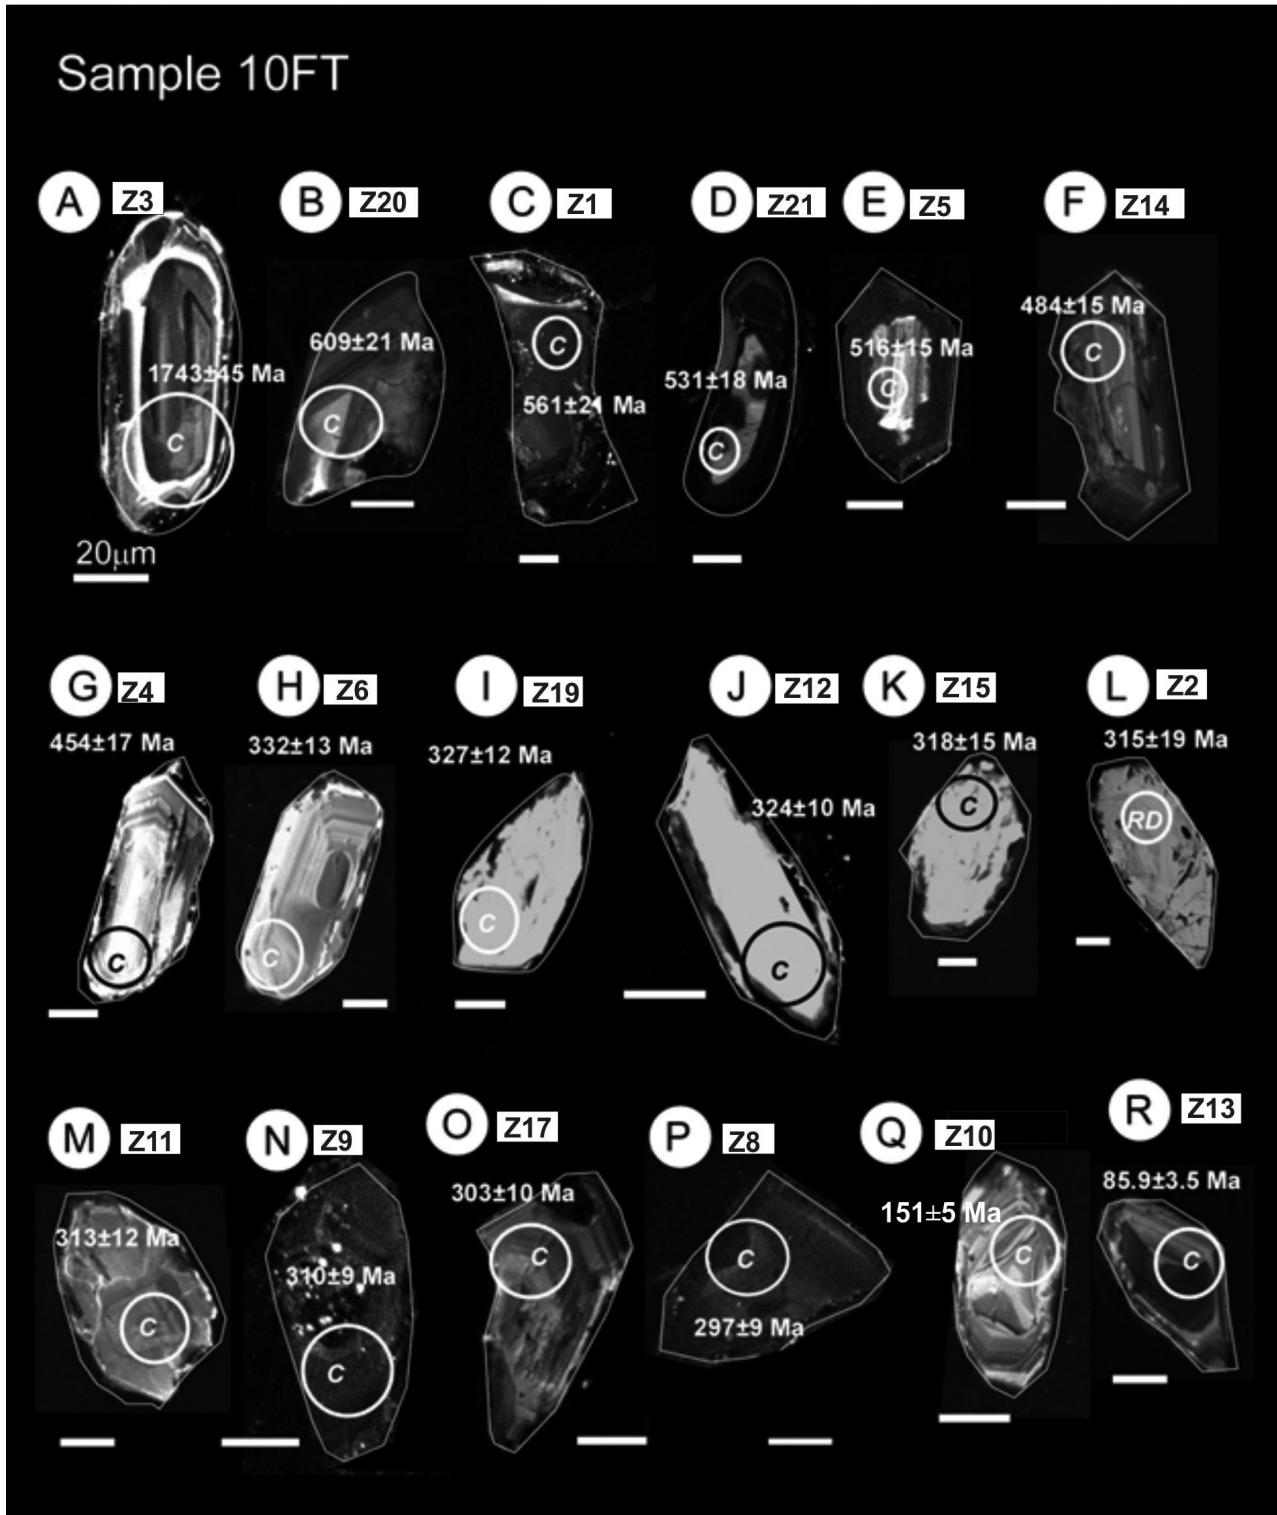 Sample 10FT
A Z3 B Z20 C Z1 D Z21 E Z5 F Z14
484±15 Ma
609±21 Ma 516±15 Ma
C
1743±45 Ma C 531±18 Ma C
561±21 Ma
C C C
20µm
G Z4 H Z6 I Z19 J Z12 K Z15 L Z2
454±17 Ma 332±13 Ma 327±12 Ma 318±15 Ma 315±19 Ma
324±10 Ma C RD
C
C C C
M Z11 N Z9 O Z17 P Z8 Q Z10 R Z13
303±10 Ma 85.9±3.5 Ma
313±12 Ma 151±5 Ma
C C C C
310±9 Ma
C 297±9 Ma
C